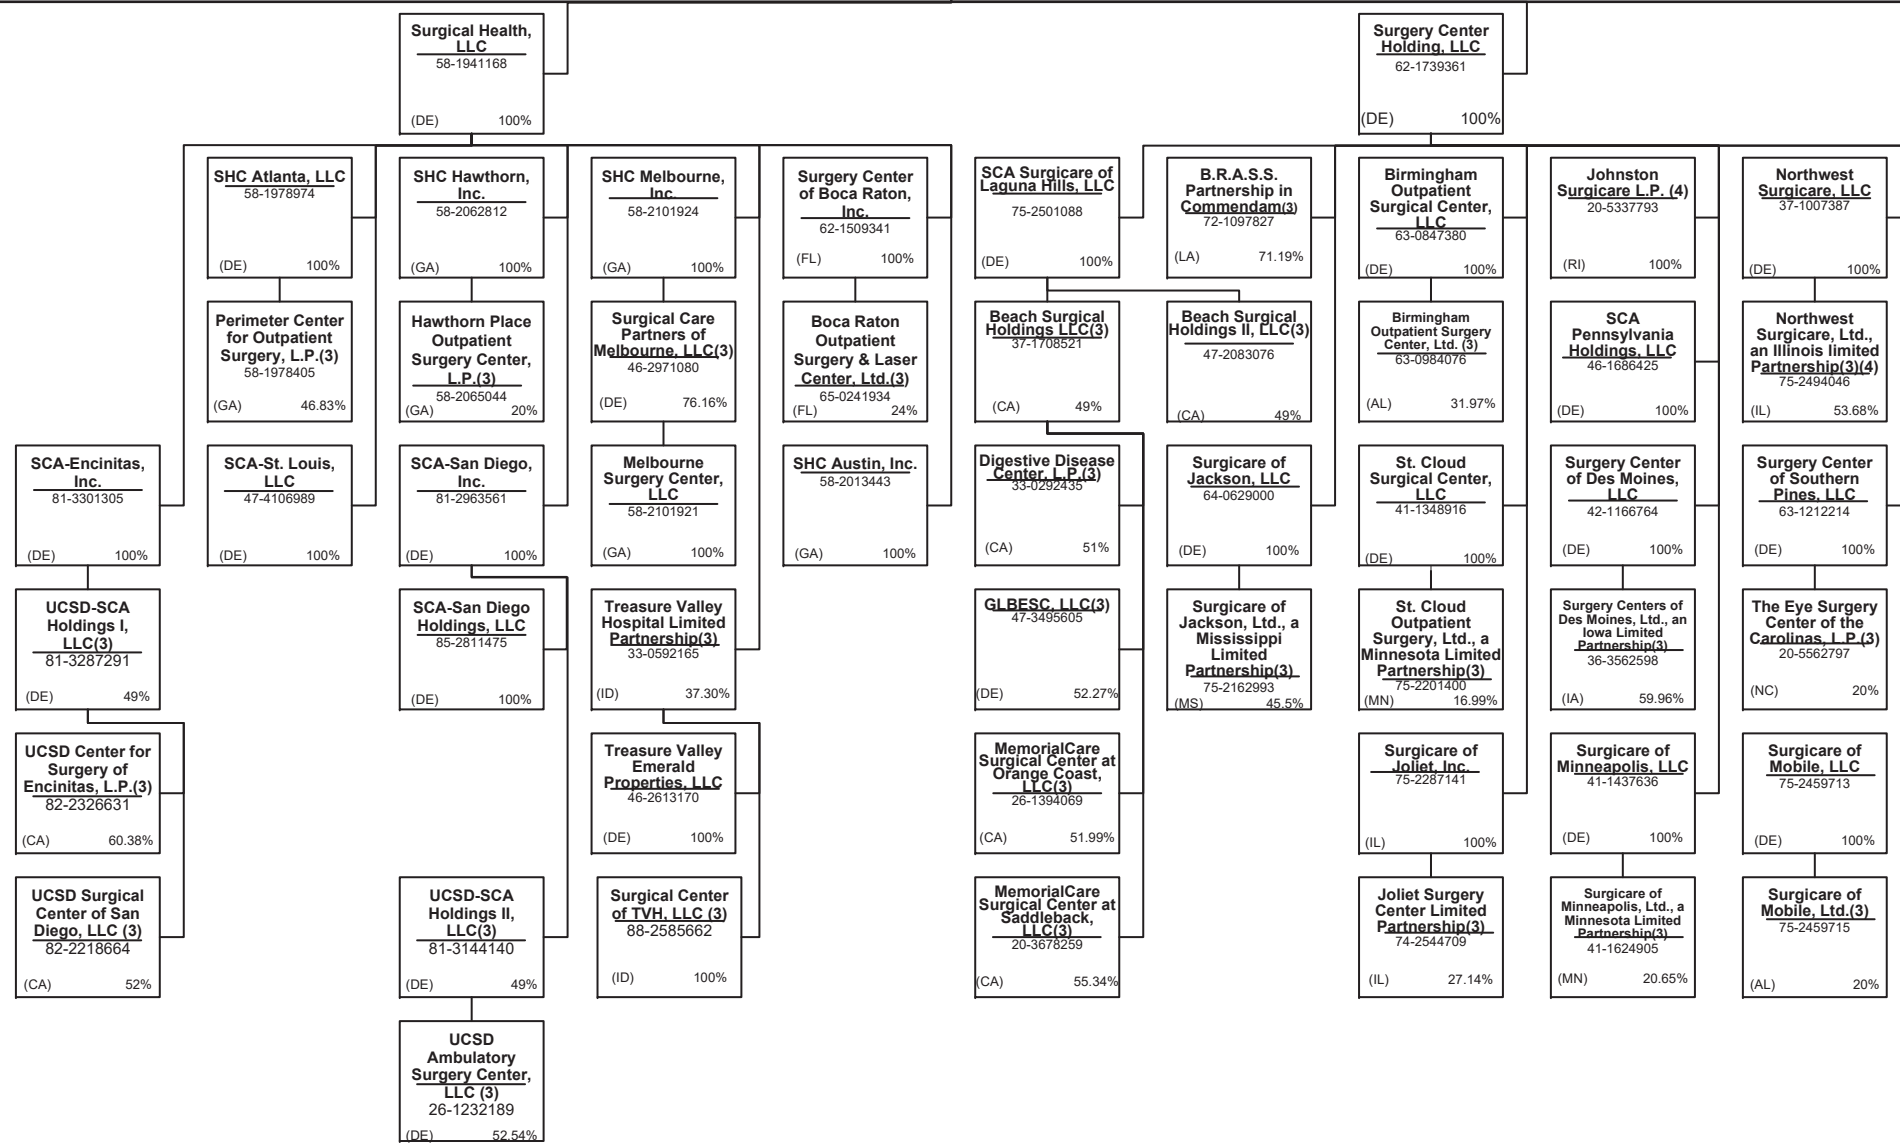 Surgical Health,
LLC
58-1941168
(DE) 100%
Surgery Center
Holding, LLC
62-1739361
(DE) 100%
SHC Atlanta, LLC
58-1978974
(DE) 100%
SHC Hawthorn,
Inc.
58-2062812
(GA) 100%
SHC Melbourne,
Inc.
58-2101924
(GA) 100%
Surgery Center
of Boca Raton,
Inc.
62-1509341
(FL) 100%
SCA Surgicare of
Laguna Hills, LLC
75-2501088
(DE) 100%
B.R.A.S.S.
Partnership in
Commendam(3)
72-1097827
(LA) 71.19%
Birmingham
Outpatient
Surgical Center,
LLC
63-0847380
(DE) 100%
Johnston
Surgicare L.P. (4)
20-5337793
(RI) 100%
Northwest
Surgicare, LLC
37-1007387
(DE) 100%
Perimeter Center
for Outpatient
Surgery, L.P.(3)
58-1978405
(GA) 46.83%
Hawthorn Place
Outpatient
Surgery Center,
L.P.(3)
58-2065044
(GA) 20%
Surgical Care
Partners of
Melbourne, LLC(3)
46-2971080
(DE) 76.16%
Boca Raton
Outpatient
Surgery & Laser
Center, Ltd.(3)
65-0241934
(FL) 24%
Beach Surgical
Holdings LLC(3)
37-1708521
(CA) 49%
Beach Surgical
Holdings II, LLC(3)
47-2083076
(CA) 49%
Birmingham
Outpatient Surgery
Center, Ltd. (3)
63-0984076
(AL) 31.97%
SCA
Pennsylvania
Holdings, LLC
46-1686425
(DE) 100%
Northwest
Surgicare, Ltd.,
an Illinois limited
Partnership(3)(4)
75-2494046
(IL) 53.68%
SCA-Encinitas,
Inc.
81-3301305
(DE) 100%
SCA-St. Louis,
LLC
47-4106989
(DE) 100%
SCA-San Diego,
Inc.
81-2963561
(DE) 100%
Melbourne
Surgery Center,
LLC
58-2101921
(GA) 100%
SHC Austin, Inc.
58-2013443
(GA) 100%
Digestive Disease
Center, L.P.(3)
33-0292435
(CA) 51%
Surgicare of
Jackson, LLC
64-0629000
(DE) 100%
St. Cloud
Surgical Center,
LLC
41-1348916
(DE) 100%
Surgery Center
of Des Moines,
LLC
42-1166764
(DE) 100%
Surgery Center
of Southern
Pines, LLC
63-1212214
(DE) 100%
UCSD-SCA
Holdings I,
LLC(3)
81-3287291
(DE) 49%
SCA-San Diego
Holdings, LLC
85-2811475
(DE) 100%
Treasure Valley
Hospital Limited
Partnership(3)
33-0592165
(ID) 37.30%
GLBESC, LLC(3)
47-3495605
(DE) 52.27%
Surgicare of
Jackson, Ltd., a
Mississippi
Limited
Partnership(3)
75-2162993
(MS) 45.5%
St. Cloud
Outpatient
Surgery, Ltd., a
Minnesota Limited
Partnership(3)
75-2201400
(MN) 16.99%
Surgery Centers of
Des Moines, Ltd., an
Iowa Limited
Partnership(3)
36-3562598
(IA) 59.96%
The Eye Surgery
Center of the
Carolinas, L.P.(3)
20-5562797
(NC) 20%
UCSD Center for
Surgery of
Encinitas, L.P.(3)
82-2326631
(CA) 60.38%
Treasure Valley
Emerald
Properties, LLC
46-2613170
(DE) 100%
MemorialCare
Surgical Center at
Orange Coast,
LLC(3)
26-1394069
(CA) 51.99%
Surgicare of
Joliet, Inc.
75-2287141
(IL) 100%
Surgicare of
Minneapolis, LLC
41-1437636
(DE) 100%
Surgicare of
Mobile, LLC
75-2459713
(DE) 100%
UCSD Surgical
Center of San
Diego, LLC (3)
82-2218664
(CA) 52%
UCSD-SCA
Holdings II,
LLC(3)
81-3144140
(DE) 49%
Surgical Center
of TVH, LLC (3)
88-2585662
(ID) 100%
MemorialCare
Surgical Center at
Saddleback,
LLC(3)
20-3678259
(CA) 55.34%
Joliet Surgery
Center Limited
Partnership(3)
74-2544709
(IL) 27.14%
Surgicare of
Minneapolis, Ltd., a
Minnesota Limited
Partnership(3)
41-1624905
(MN) 20.65%
Surgicare of
Mobile, Ltd.(3)
75-2459715
(AL) 20%
UCSD
Ambulatory
Surgery Center,
LLC (3)
26-1232189
(DE) 52.54%